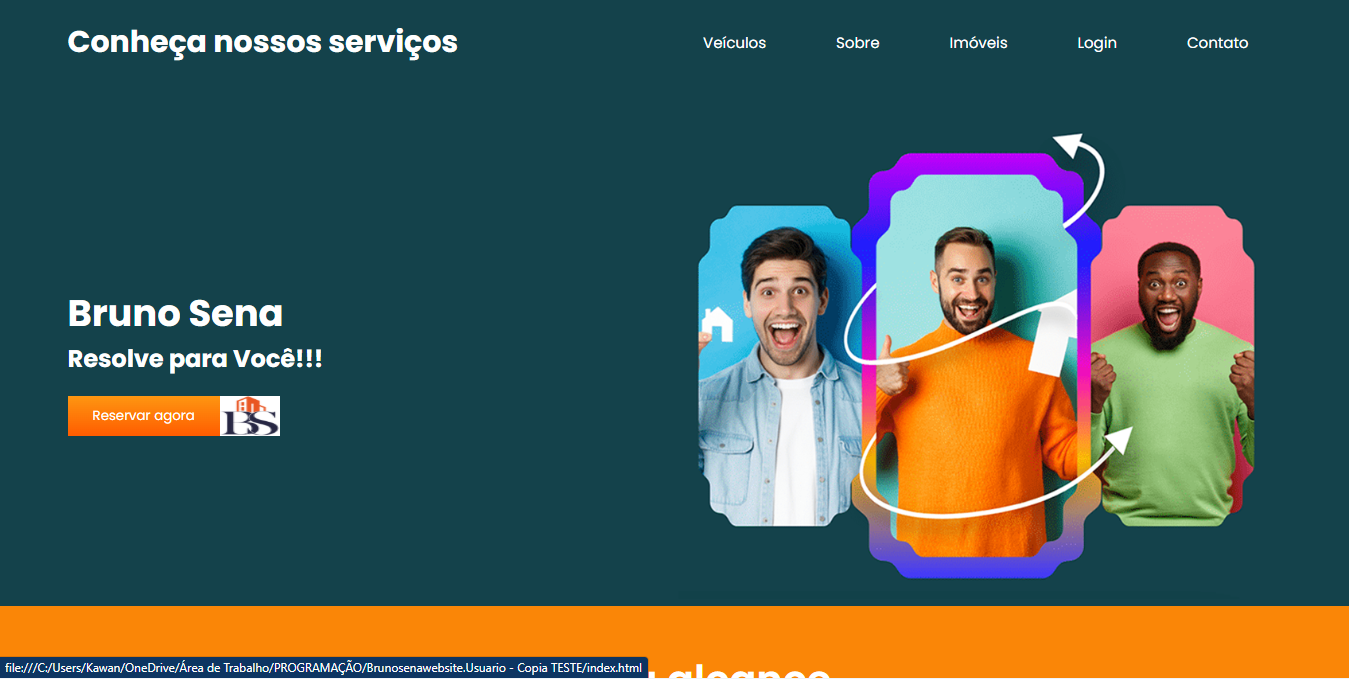 Conheça nossos serviços
Veículos Sobre Imóveis Login Contato
Bruno Sena
Resolve para Você!!!
Reservar agora
BS
alcance
file:///C:/Users/Kawan/OneDrive/Área de Trabalho/PROGRAMAÇÃO/Brunosenawebsite.Usuario - Copia TESTE/index.html